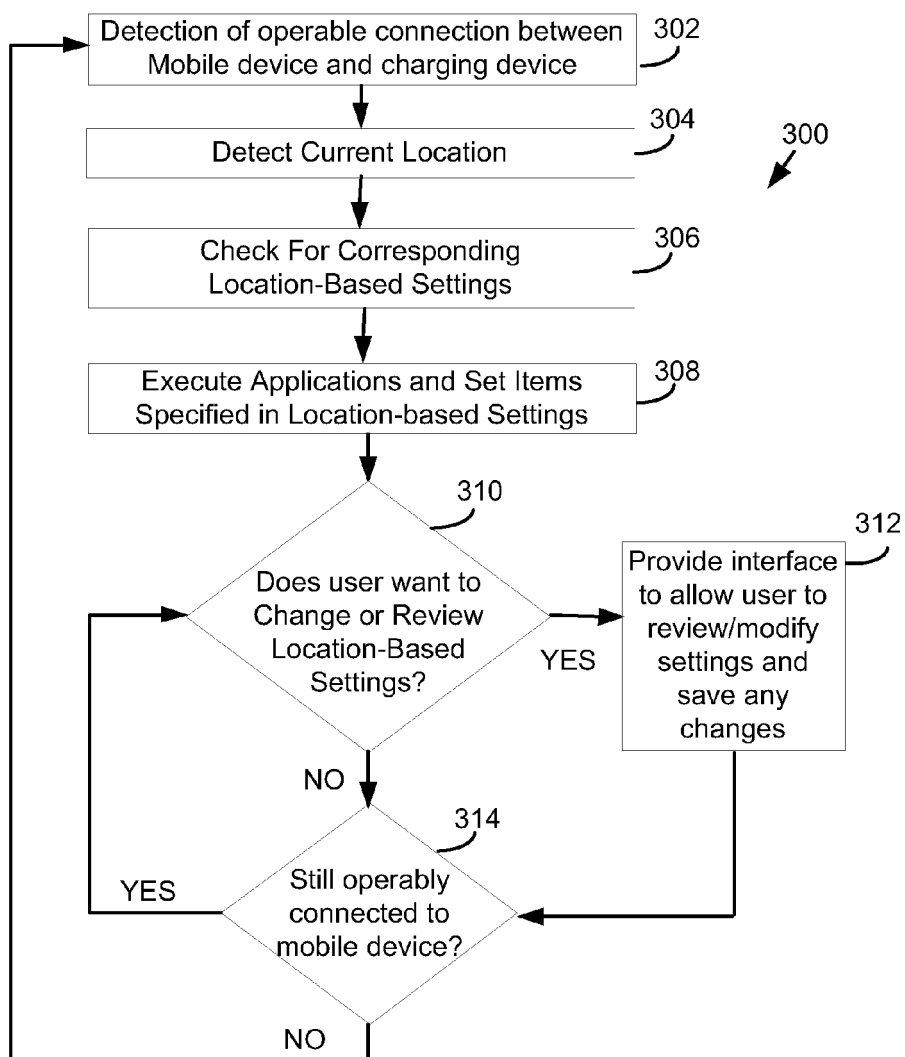 Detection of operable connection between
Mobile device and charging device
302
Detect Current Location
304
300
Check For Corresponding
Location-Based Settings
306
Execute Applications and Set Items
Specified in Location-based Settings
308
310
Does user want to
Change or Review
Location-Based
Settings?
YES
312
Provide interface
to allow user to
review/modify
settings and
save any
changes
NO
314
Still operably
connected to
mobile device?
YES
NO